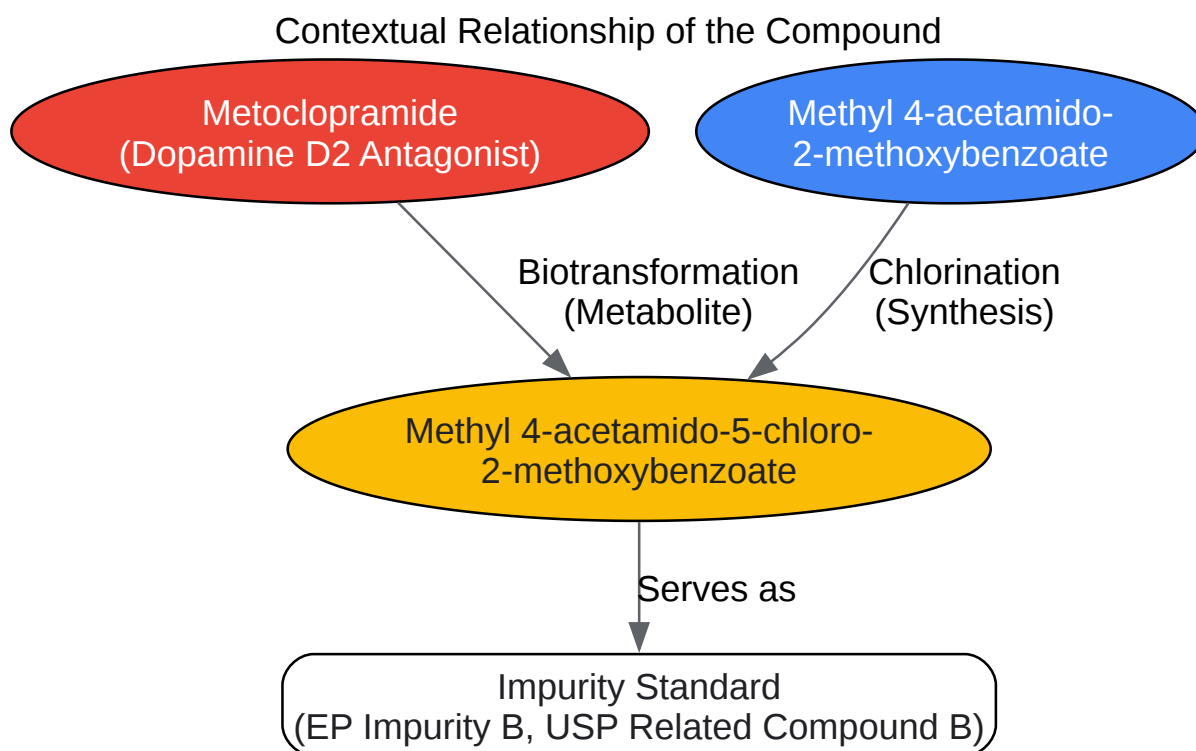 Contextual Relationship of the Compound
Metoclopramide
(Dopamine D2 Antagonist)
Methyl 4-acetamido-
2-methoxybenzoate
Biotransformation
(Metabolite)
Chlorination
(Synthesis)
Methyl 4-acetamido-5-chloro-
2-methoxybenzoate
Serves as
Impurity Standard
(EP Impurity B, USP Related Compound B)